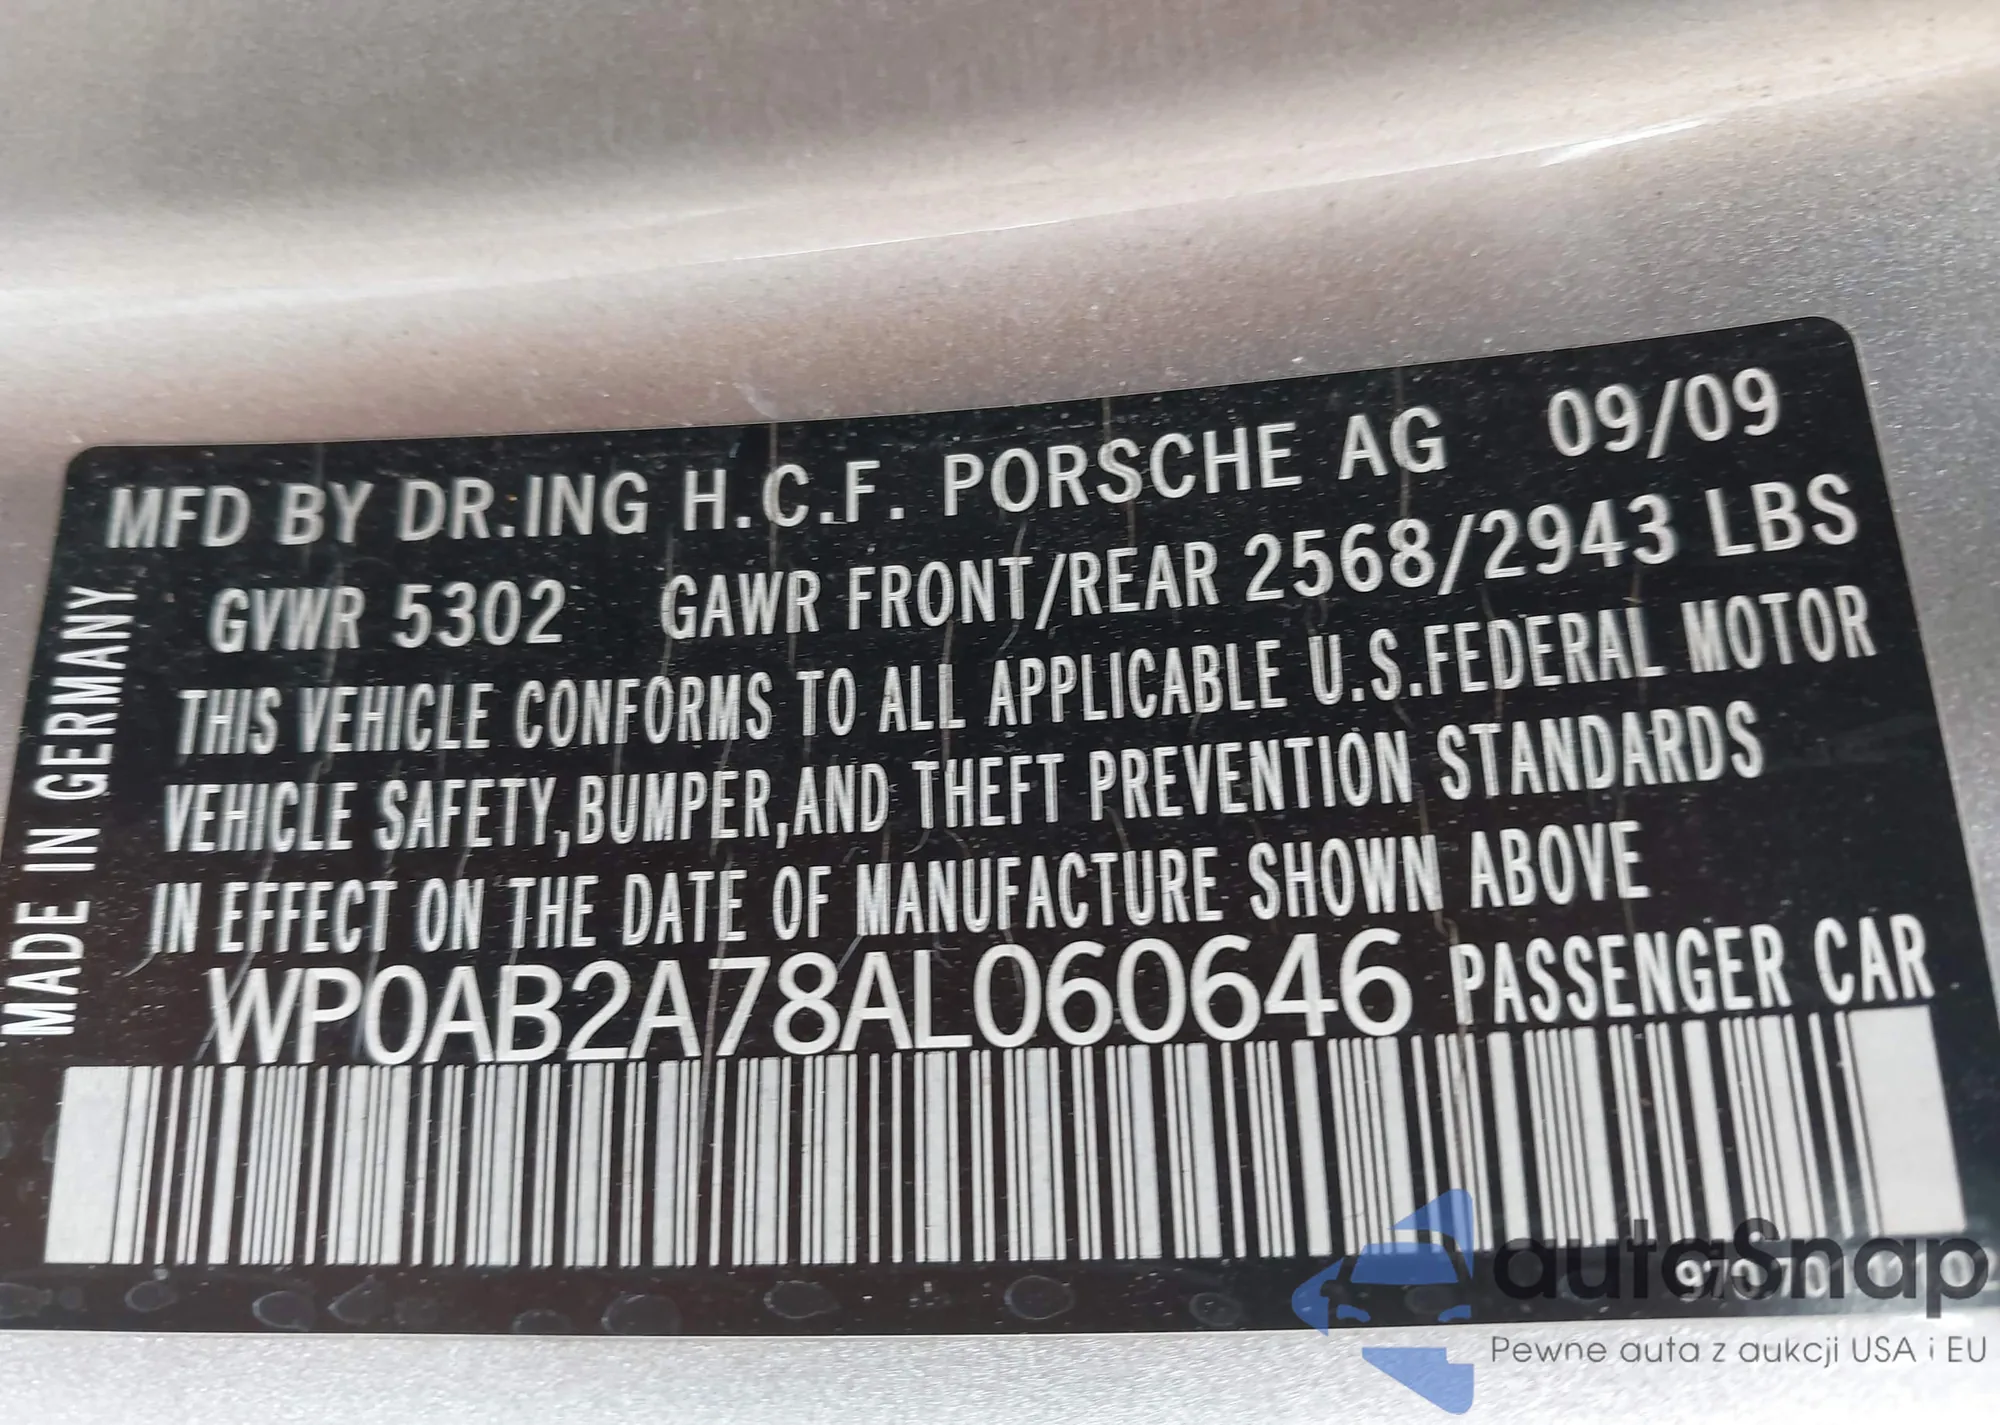 MFD BY DR.ING H.C.F. PORSCHE AG 09/09
GVWR 5302 GAWR FRONT/REAR 2568/2943 LBS
THIS VEHICLE CONFORMS TO ALL APPLICABLE U.S.FEDERAL MOTOR
VEHICLE SAFETY,BUMPER,AND THEFT PREVENTION STANDARDS
IN EFFECT ON THE DATE OF MANUFACTURE SHOWN ABOVE
WP0AB2A78AL060646 PASSENGER CAR
MADE IN GERMANY
autaSnap
Pewne auta z aukcji USA i EU